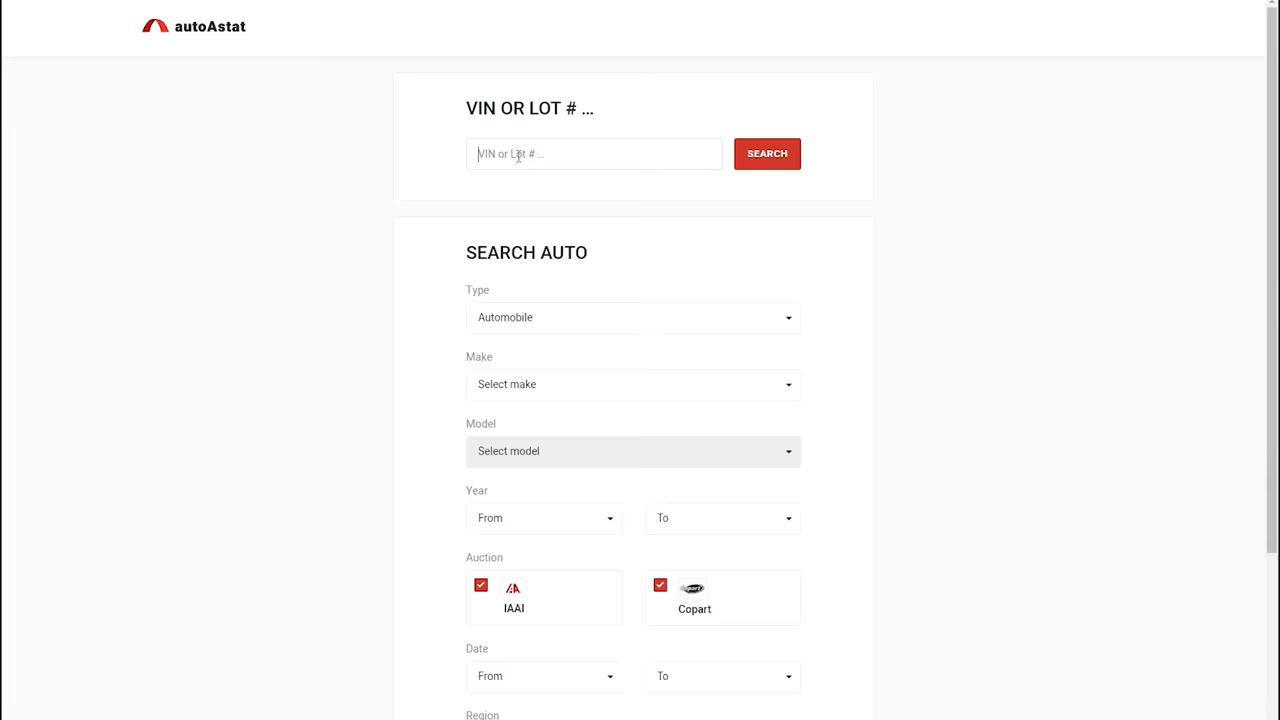 autoAstat
VIN OR LOT # ...
VIN or Lot # ...
SEARCH
SEARCH AUTO
Type
Automobile
Make
Select make
Model
Select model
Year
From
To
Auction
IAAI
Copart
Copart
Date
From
To
Region